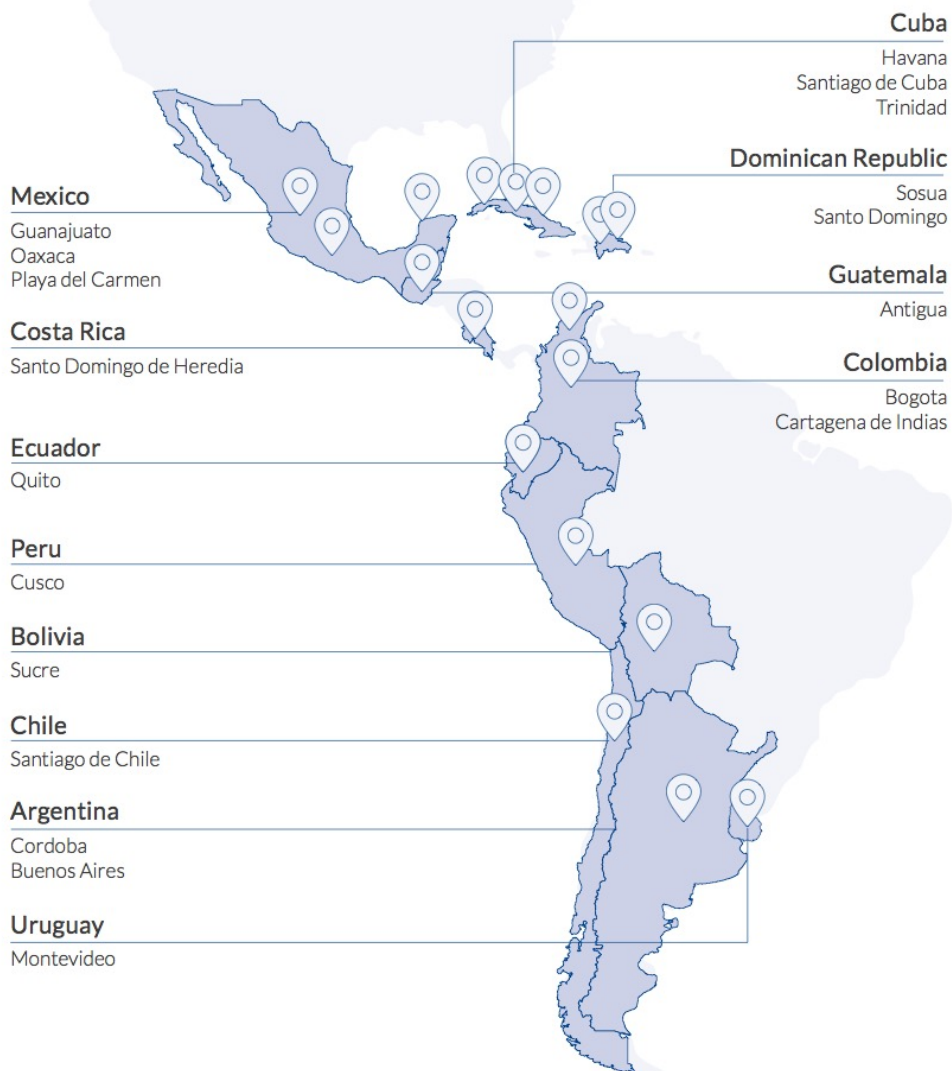 Cuba
Havana
Santiago de Cuba
Trinidad
Dominican Republic
Sosua
Santo Domingo
Mexico
Guanajuato
Oaxaca
Playa del Carmen
Guatemala
Antigua
Costa Rica
Santo Domingo de Heredia
Colombia
Bogota
Cartagena de Indias
Ecuador
Quito
Peru
Cusco
Bolivia
Sucre
Chile
Santiago de Chile
Argentina
Cordoba
Buenos Aires
Uruguay
Montevideo